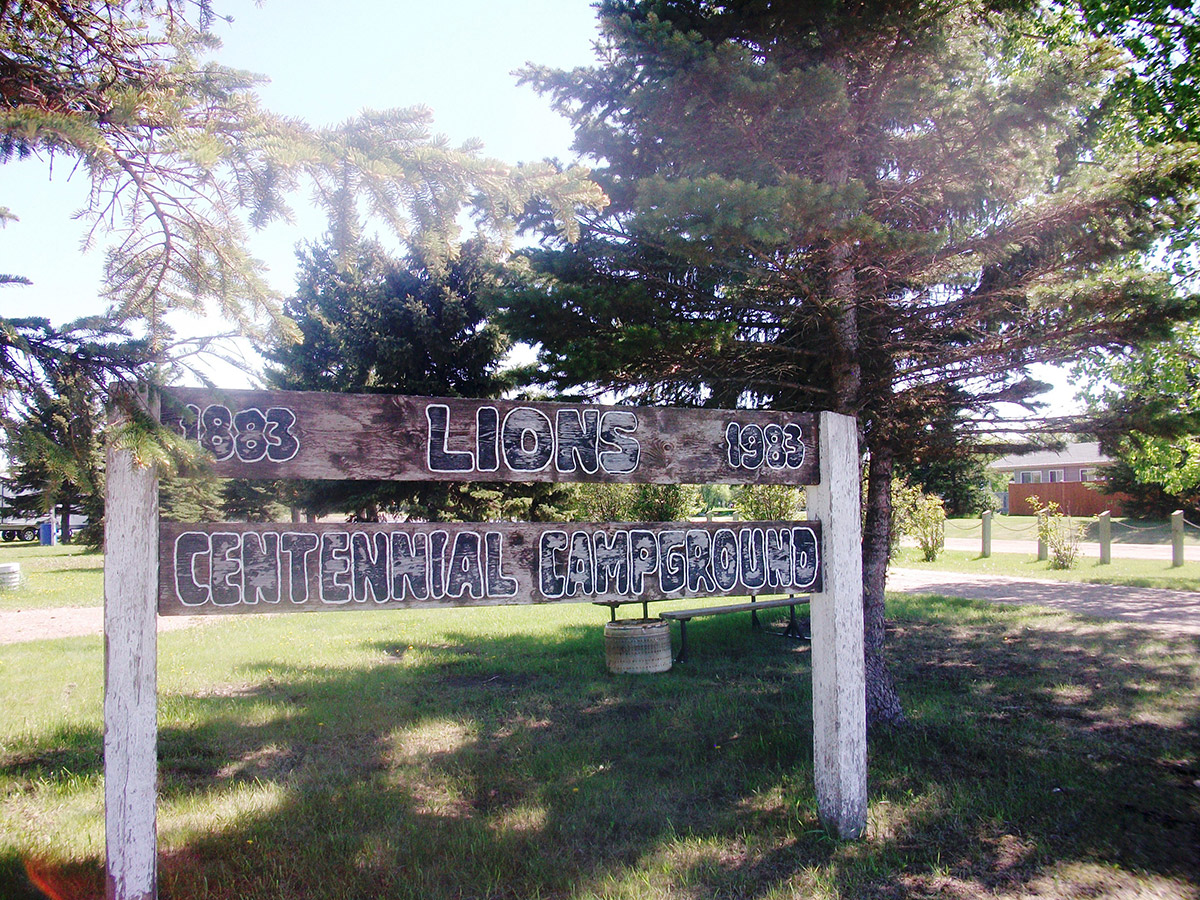 1883 LIONS 1983
CENTENNIAL CAMPGROUND